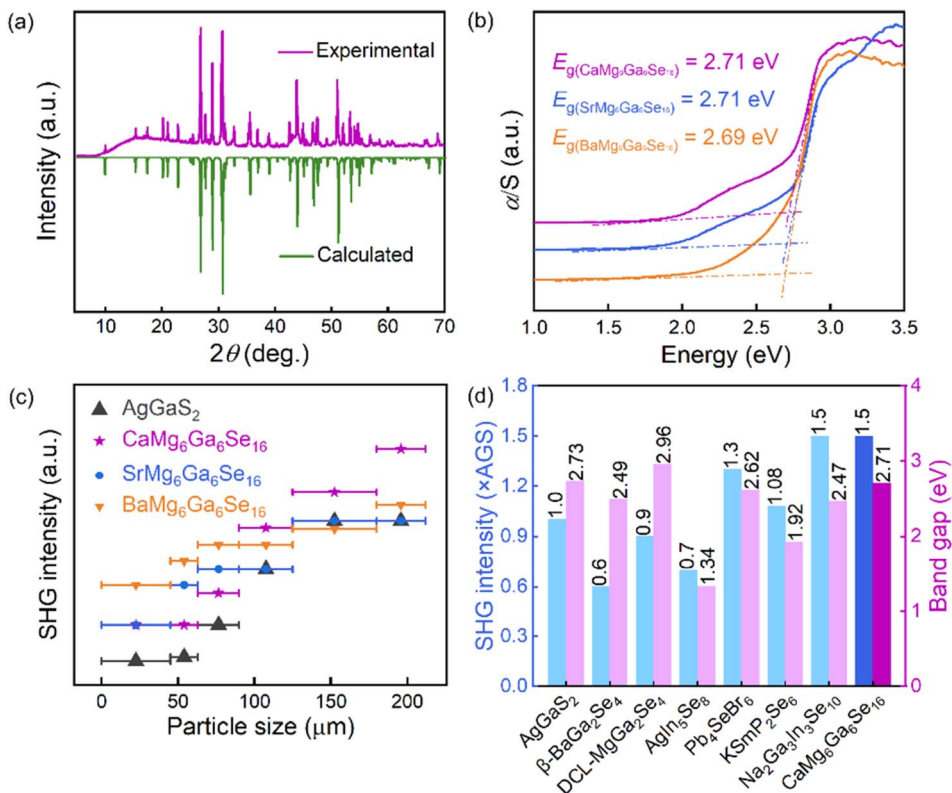 (a)
Experimental
Calculated
Intensity (a.u.)
10 20 30 40 50 60 70
2θ (deg.)
(b)
E_g(CaMg₆Ga₆Se₁₆) = 2.71 eV
E_g(SrMg₆Ga₆Se₁₆) = 2.71 eV
E_g(BaMg₆Ga₆Se₁₆) = 2.69 eV
α/S (a.u.)
1.0 1.5 2.0 2.5 3.0 3.5
Energy (eV)
(c)
AgGaS₂
CaMg₆Ga₆Se₁₆
SrMg₆Ga₆Se₁₆
BaMg₆Ga₆Se₁₆
SHG intensity (a.u.)
0 50 100 150 200
Particle size (μm)
(d)
SHG intensity (×AGS)
1.8
1.5
1.2
0.9
0.6
0.3
0.0
1.0 2.73
0.6 2.49
0.9 2.96
0.7 1.34
1.3 2.62
1.08 1.92
1.5 2.47
1.5 2.71
4
3
2
1
0
Band gap (eV)
AgGaS₂
β-BaGa₂Se₄
DCL-MgGa₂Se₄
AgIn₅Se₈
Pb₄SeBr₆
KSmP₂Se₆
Na₂Ga₃In₃Se₁₀
CaMg₆Ga₆Se₁₆